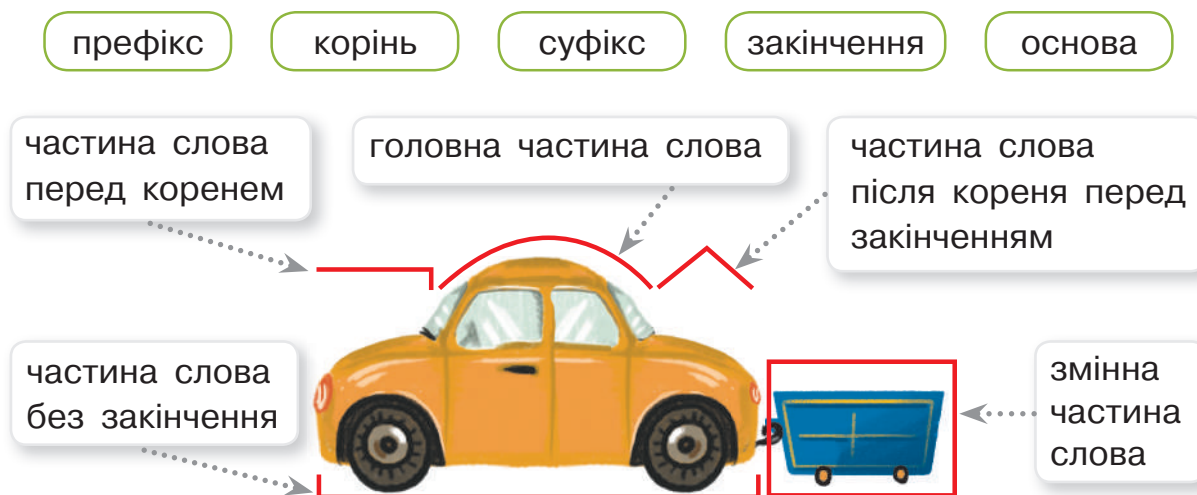 префікс
корінь
суфікс
закінчення
основа
частина слова
перед коренем
головна частина слова
частина слова
після кореня перед
закінченням
частина слова
без закінчення
змінна
частина
слова